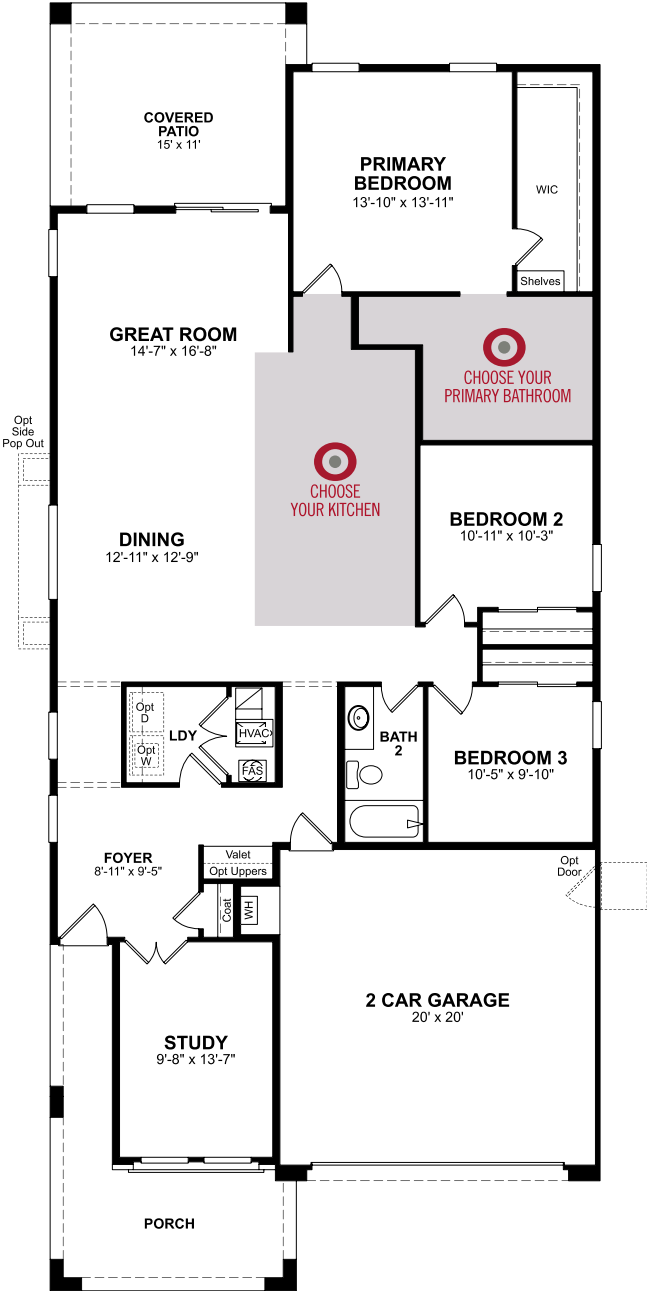 COVERED
PATIO
15' x 11'
PRIMARY
BEDROOM
13'-10" x 13'-11"
WIC
Shelves
GREAT ROOM
14'-7" x 16'-8"
CHOOSE YOUR
PRIMARY BATHROOM
Opt
Side
Pop Out
CHOOSE
YOUR KITCHEN
DINING
12'-11" x 12'-9"
BEDROOM 2
10'-11" x 10'-3"
Opt
D
LDY
HVAC
Opt
W
FAS
BATH
2
BEDROOM 3
10'-5" x 9'-10"
FOYER
8'-11" x 9'-5"
Valet
Opt Uppers
Coat
WH
Opt
Door
2 CAR GARAGE
20' x 20'
STUDY
9'-8" x 13'-7"
PORCH